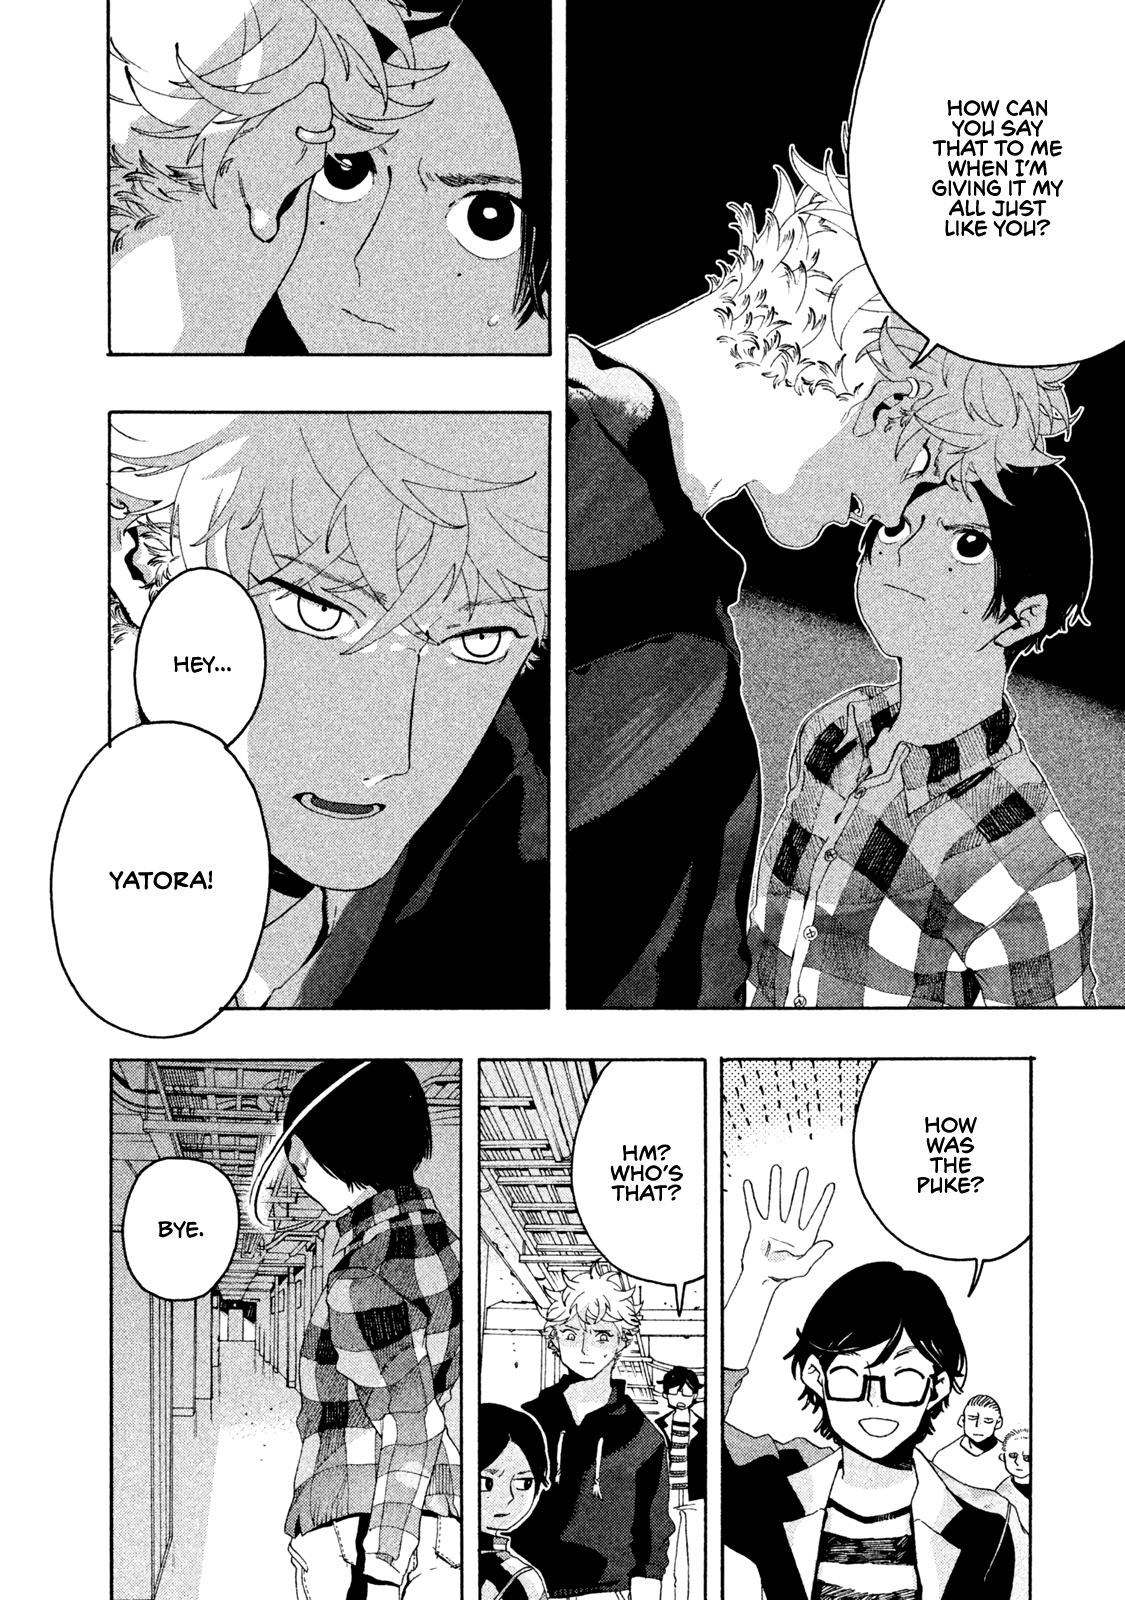 HOW CAN
YOU SAY
THAT TO ME
WHEN I'M
GIVING IT MY
ALL JUST
LIKE YOU?
HEY...
YATORA!
HOW
WAS
THE
PUKE?
HM?
WHO'S
THAT?
BYE.